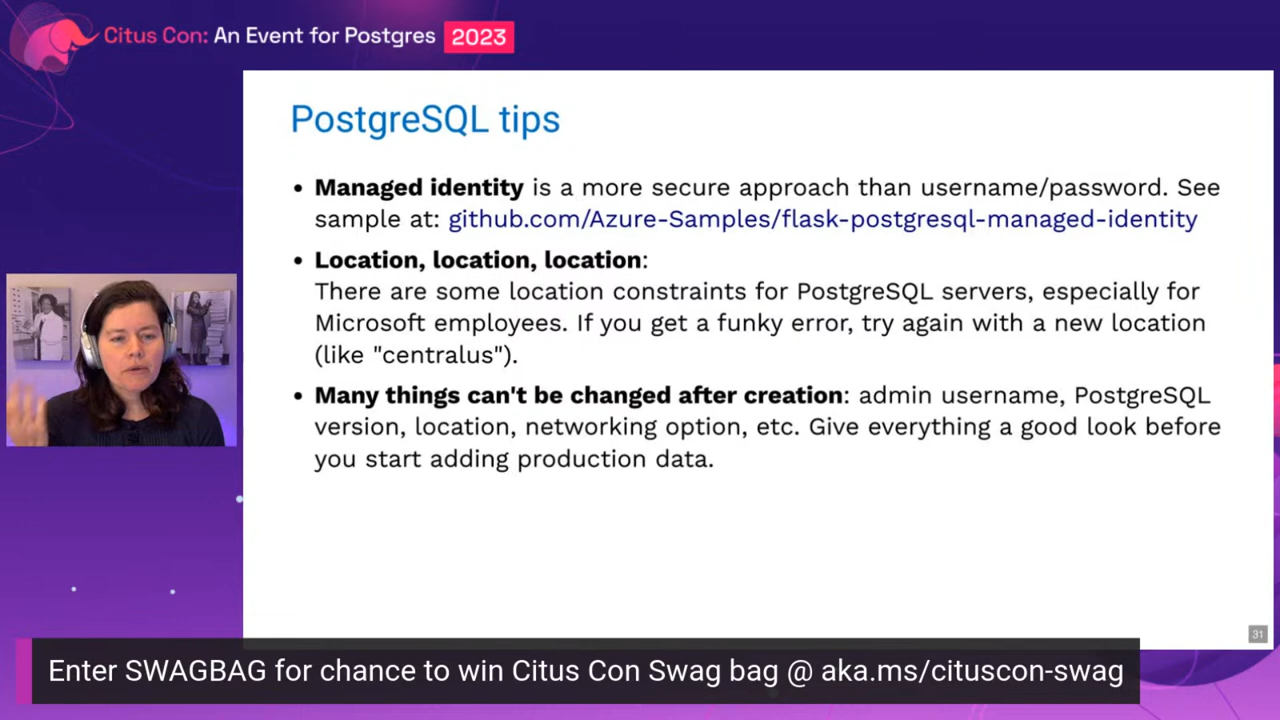 Citus Con: An Event for Postgres 2023
PostgreSQL tips
• Managed identity is a more secure approach than username/password. See
sample at: github.com/Azure-Samples/flask-postgresql-managed-identity
• Location, location, location:
There are some location constraints for PostgreSQL servers, especially for
Microsoft employees. If you get a funky error, try again with a new location
(like "centralus").
• Many things can't be changed after creation: admin username, PostgreSQL
version, location, networking option, etc. Give everything a good look before
you start adding production data.
31
Enter SWAGBAG for chance to win Citus Con Swag bag @ aka.ms/cituscon-swag